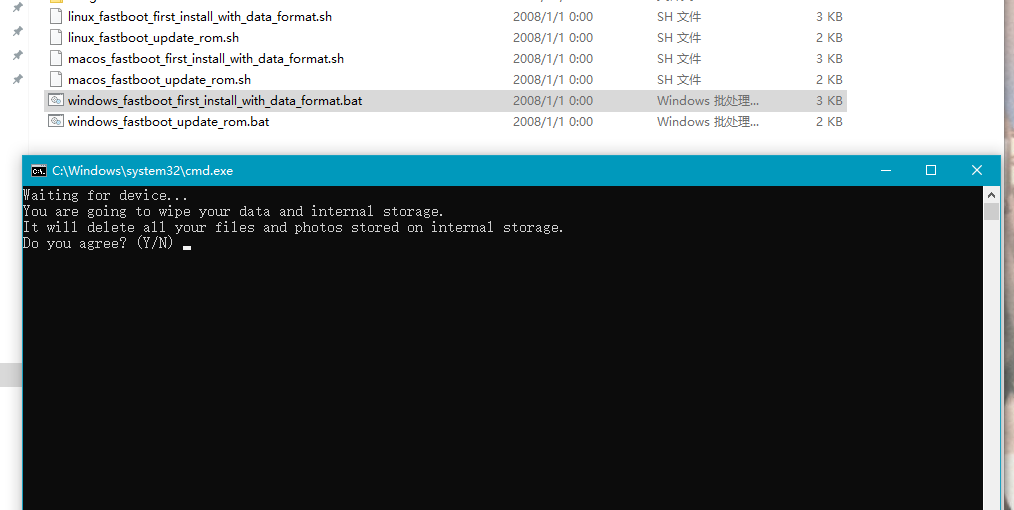 linux_fastboot_first_install_with_data_format.sh 2008/1/1 0:00 SH 文件 3 KB
linux_fastboot_update_rom.sh 2008/1/1 0:00 SH 文件 2 KB
macos_fastboot_first_install_with_data_format.sh 2008/1/1 0:00 SH 文件 3 KB
macos_fastboot_update_rom.sh 2008/1/1 0:00 SH 文件 2 KB
windows_fastboot_first_install_with_data_format.bat 2008/1/1 0:00 Windows 批处理... 3 KB
windows_fastboot_update_rom.bat 2008/1/1 0:00 Windows 批处理... 2 KB
C:\Windows\system32\cmd.exe
Waiting for device...
You are going to wipe your data and internal storage.
It will delete all your files and photos stored on internal storage.
Do you agree? (Y/N)